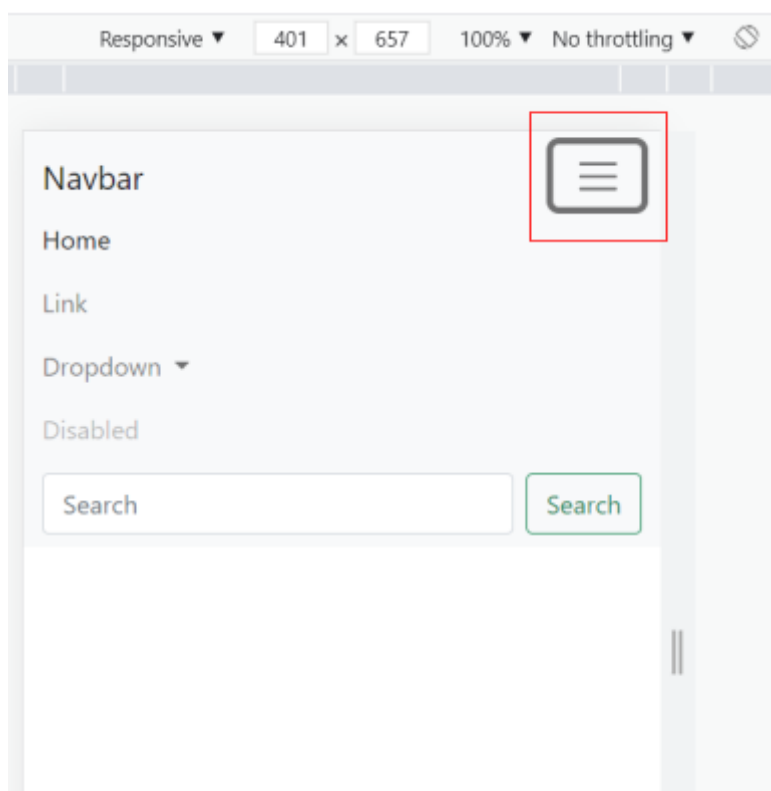 Responsive ▼ 401 × 657 100% ▼ No throttling ▼
Navbar
Home
Link
Dropdown
Disabled
Search Search